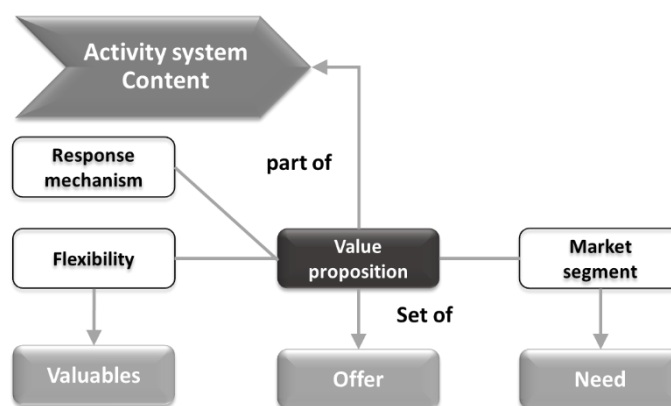 Activity system
Content
part of
Response
mechanism
Flexibility
Value
proposition
Market
segment
Set of
Valuables
Offer
Need